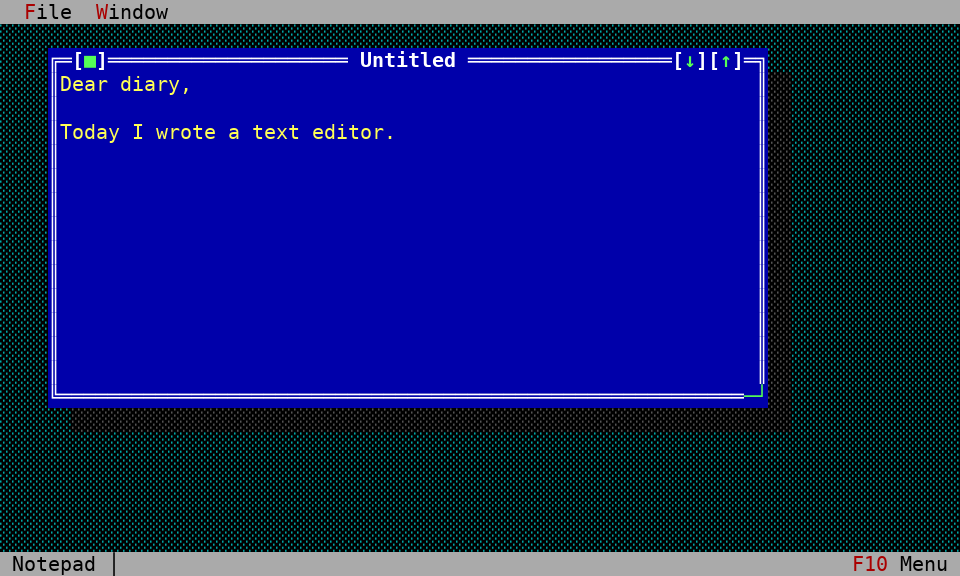 File Window
[■] Untitled [↓][↑]
Dear diary,
Today I wrote a text editor.
Notepad │ F10 Menu